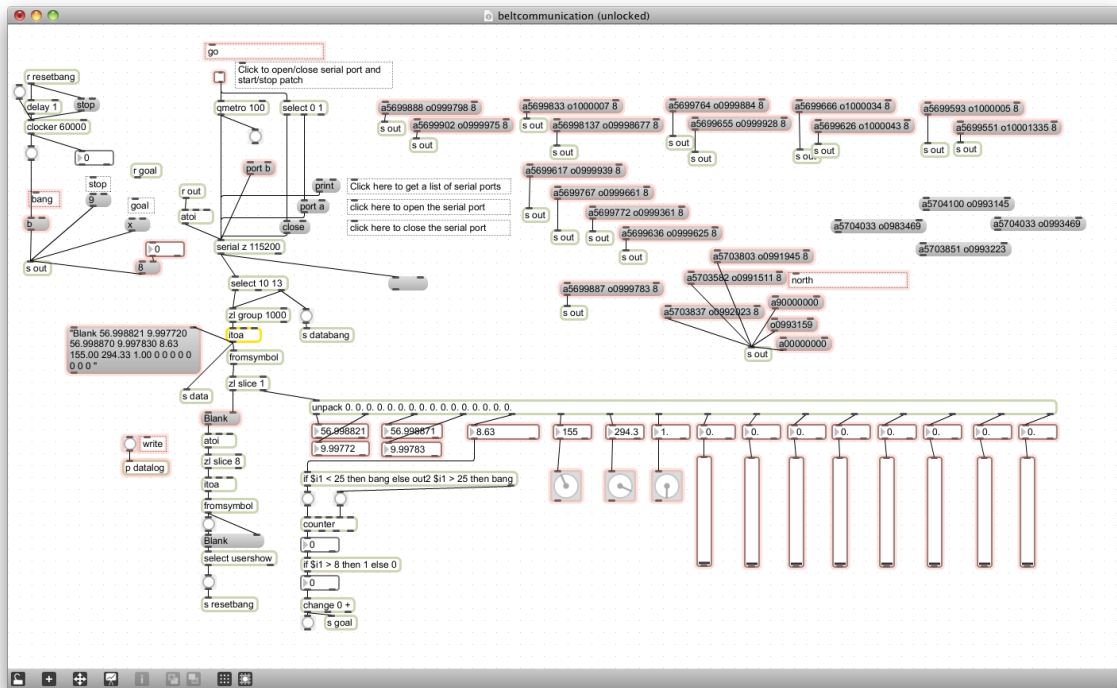 beltcommunication (unlocked)
go
Click to open/close serial port and
start/stop patch
r resetbang
delay 1
stop
clocker 60000
0
bang
b
stop
9
goal
x
0
8
s out
r goal
r out
atoi
qmetro 100
select 0 1
port b
print
Click here to get a list of serial ports
port a
click here to open the serial port
close
click here to close the serial port
serial z 115200
select 10 13
zl group 1000
s databang
itoa
"Blank 56.998821 9.997720
56.998870 9.997830 8.63
155.00 294.33 1.00 0 0 0 0 0
0 0 0 "
fromsymbol
s data
zl slice 1
a5699888 o0999798 8
s out
a5699902 o0999975 8
s out
a5699833 o1000007 8
s out
a56998137 o09998677 8
s out
a5699764 o0999884 8
s out
a5699655 o0999928 8
s out
a5699666 o1000034 8
s out
a5699626 o1000043 8
s out
a5699593 o1000005 8
s out
a5699551 o10001335 8
s out
a5699617 o0999939 8
s out
a5699767 o0999661 8
s out
a5699772 o0999361 8
s out
a5699636 o0999625 8
s out
a5699887 o0999783 8
s out
a5704100 o0993145
a5704033 o0983469
a5704033 o0993469
a5703851 o0993223
a5703803 o0991945 8
a5703582 o0991511 8
north
a5703837 o0992023 8
a90000000
o0993159
a00000000
s out
unpack 0. 0. 0. 0. 0. 0. 0. 0. 0. 0. 0. 0. 0. 0. 0. 0.
56.998821
9.99772
56.998871
9.99783
8.63
155
294.3
1.
0.
0.
0.
0.
0.
0.
0.
0.
Blank
atoi
zl slice 8
itoa
fromsymbol
Blank
select usershow
s resetbang
write
p datalog
if $i1 < 25 then bang else out2 $i1 > 25 then bang
counter
0
if $i1 > 8 then 1 else 0
0
change 0 +
s goal